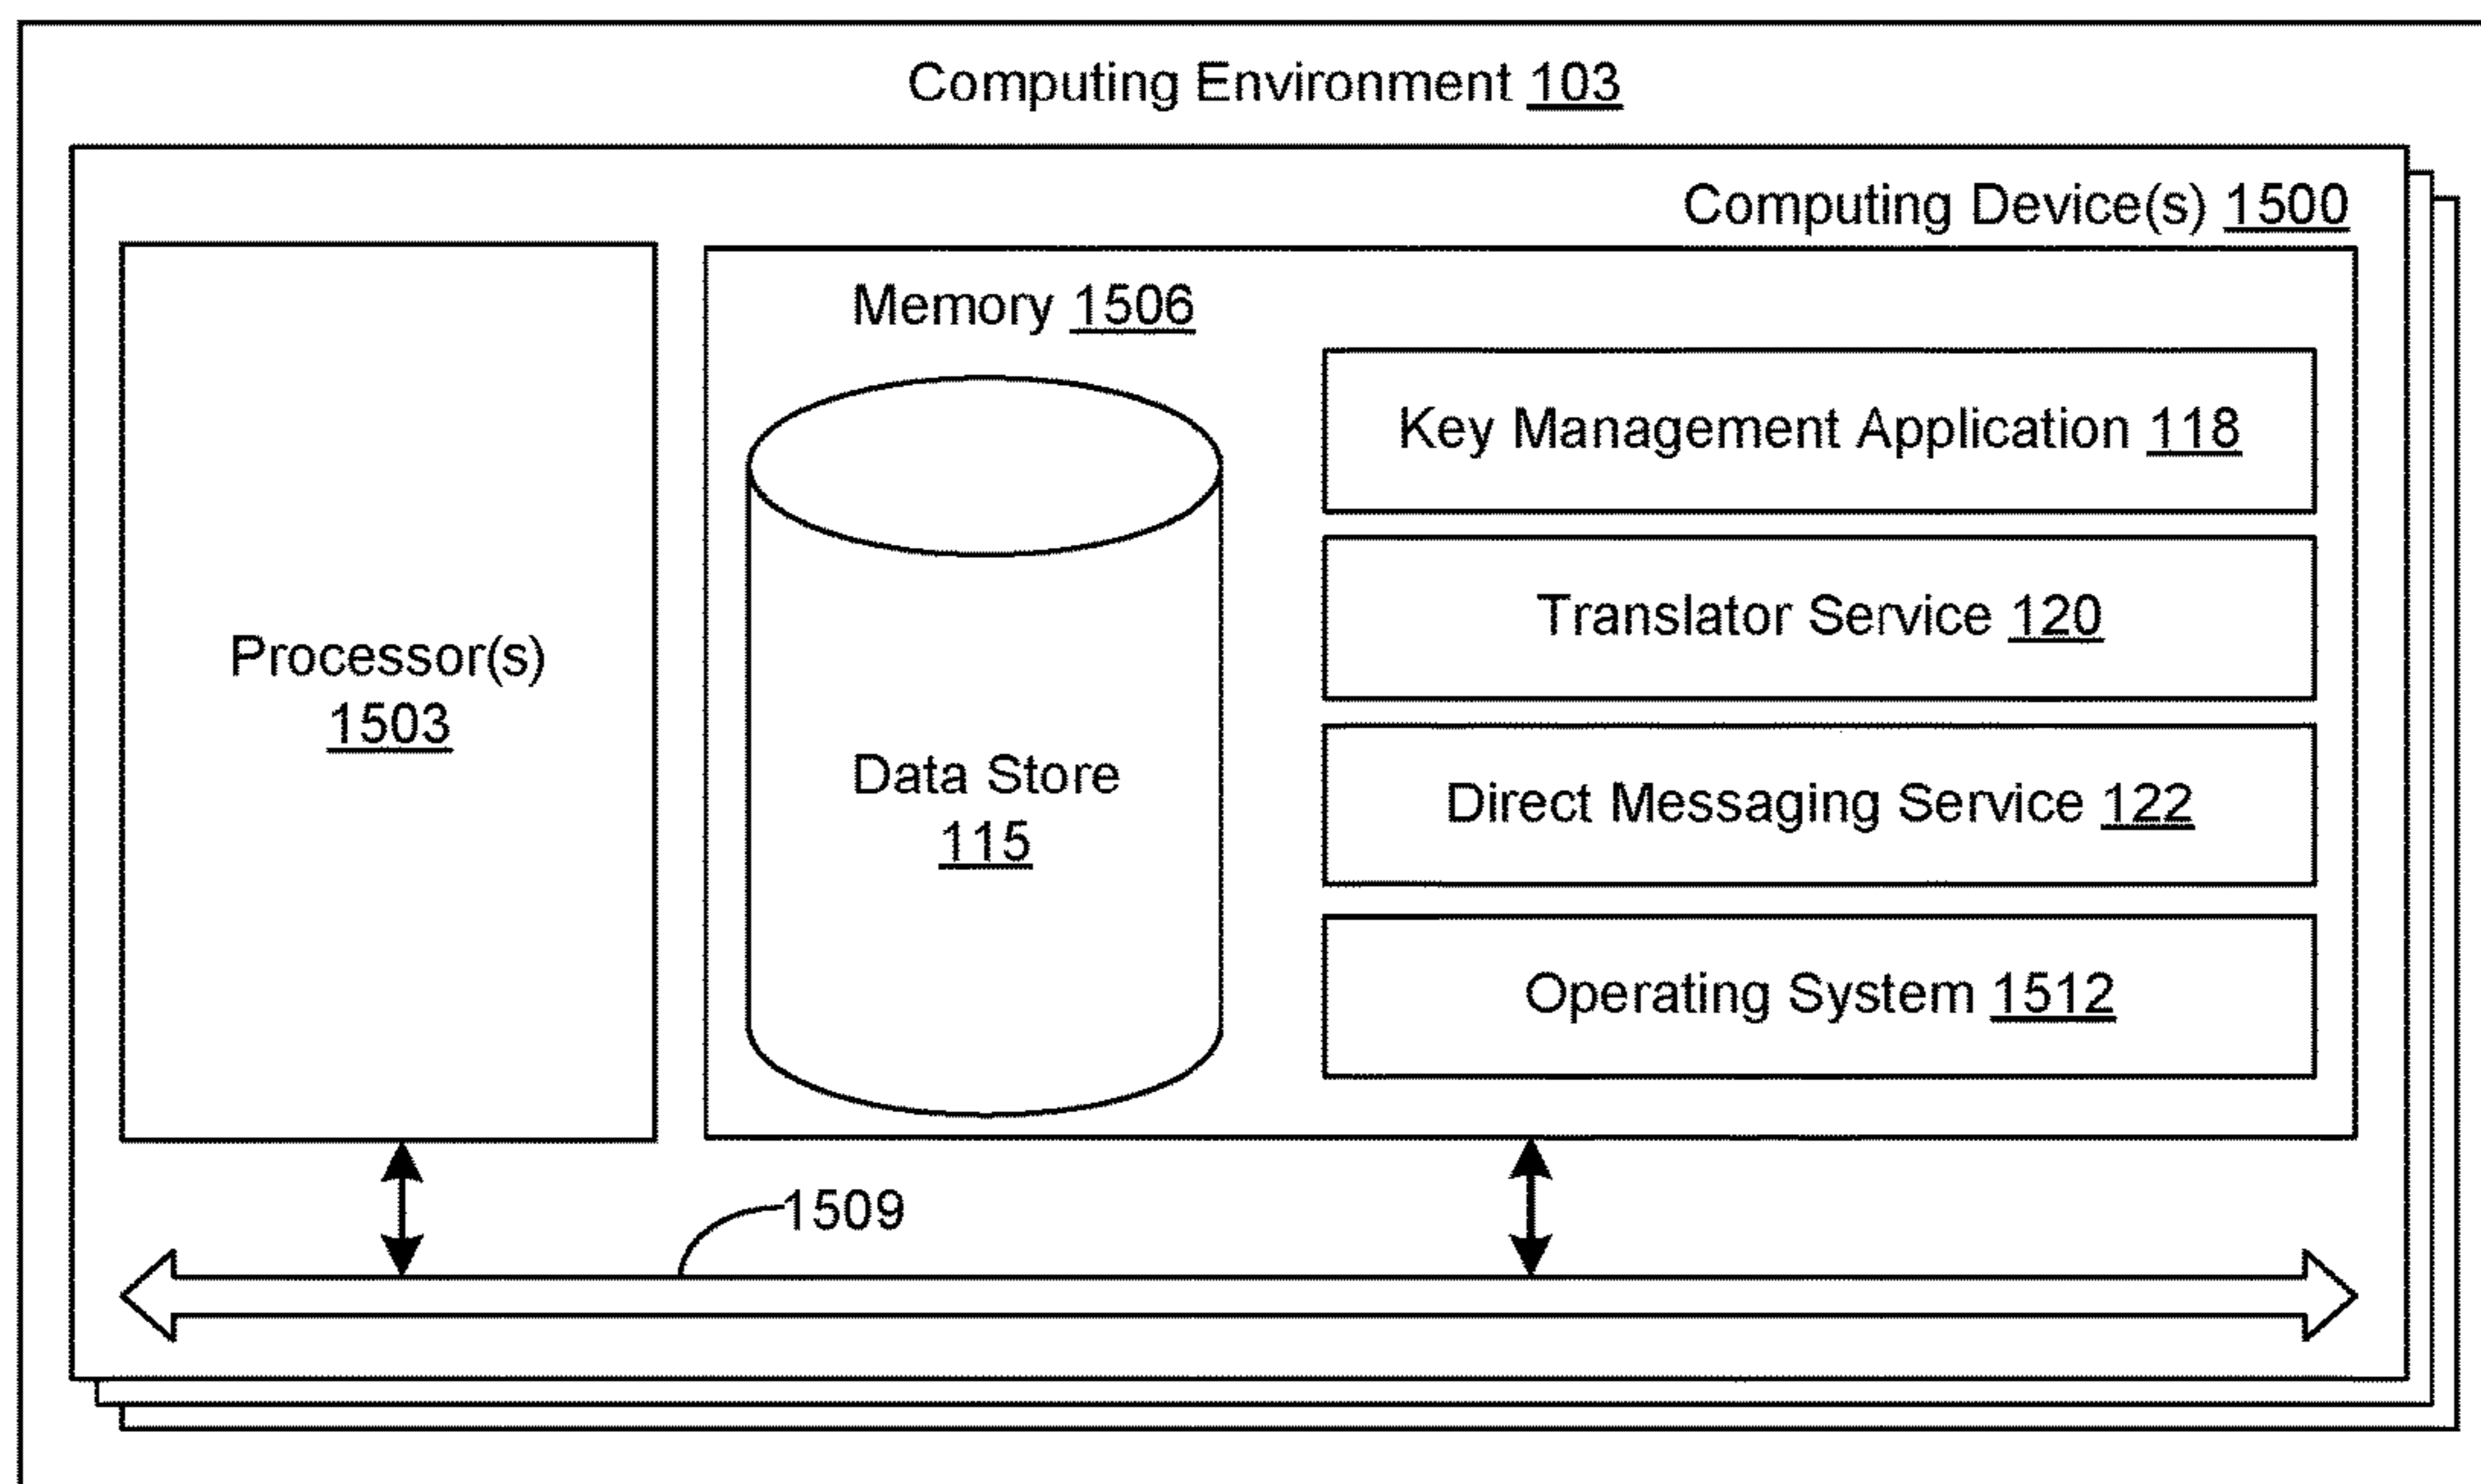 Computing Environment 103
Computing Device(s) 1500
Memory 1506
Key Management Application 118
Translator Service 120
Processor(s)
1503
Data Store
115
Direct Messaging Service 122
Operating System 1512
1509